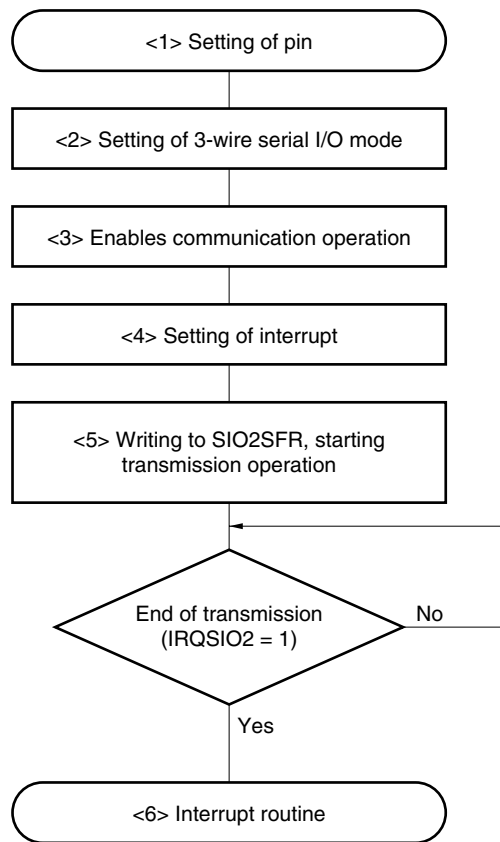 <1> Setting of pin
<2> Setting of 3-wire serial I/O mode
<3> Enables communication operation
<4> Setting of interrupt
<5> Writing to SIO2SFR, starting
transmission operation
End of transmission
(IRQSIO2 = 1)
No
Yes
<6> Interrupt routine